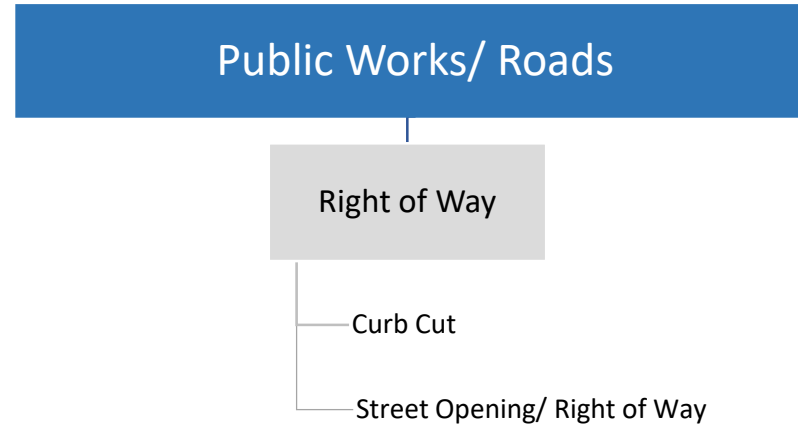 Public Works/ Roads
Right of Way
Curb Cut
Street Opening/ Right of Way